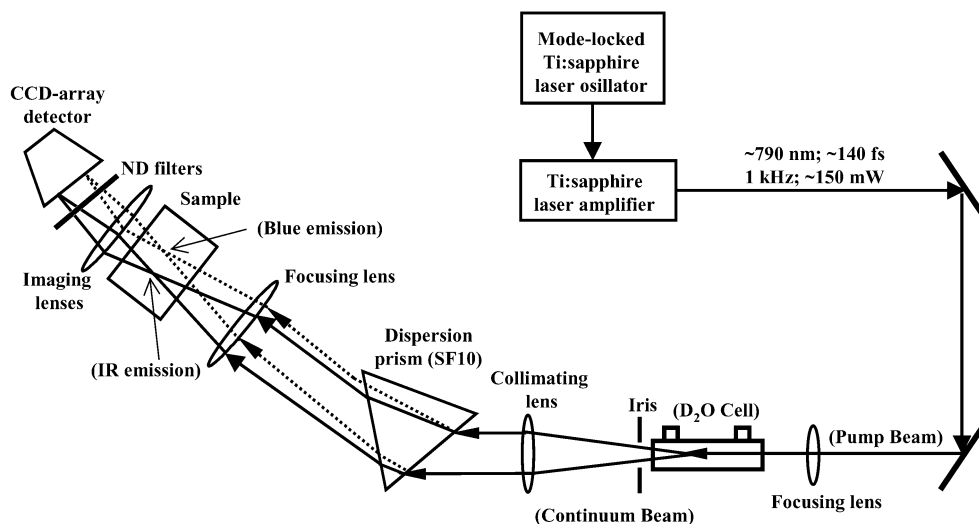 Mode-locked
Ti:sapphire
laser osillator
CCD-array
detector
ND filters
~790 nm; ~140 fs
1 kHz; ~150 mW
Ti:sapphire
laser amplifier
Sample
(Blue emission)
Focusing lens
Imaging
lenses
(IR emission)
Dispersion
prism (SF10)
Collimating
lens
Iris
(D₂O Cell)
(Pump Beam)
Focusing lens
(Continuum Beam)